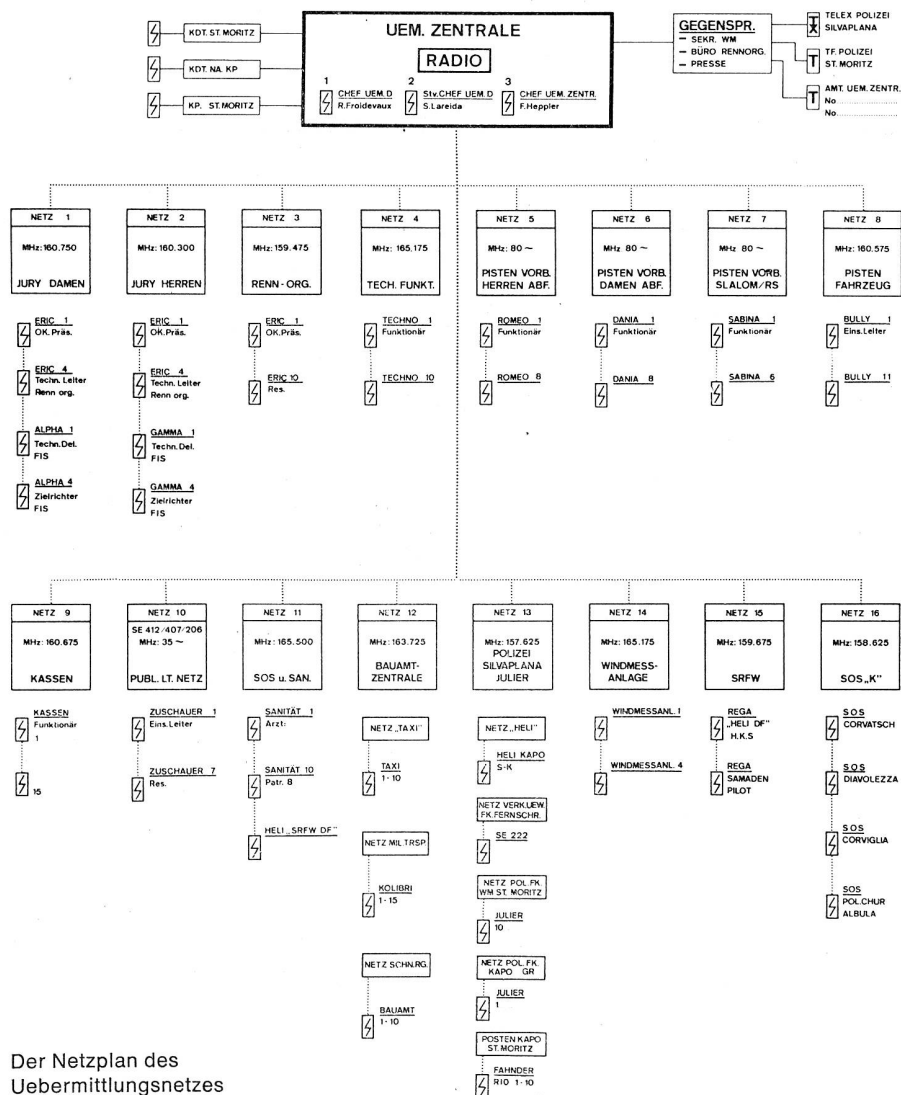 KDT. ST. MORITZ
KDT. NA. KP
KP. ST. MORITZ
UEM. ZENTRALE
RADIO
1
CHEF UEM. D
R. Froidevaux
2
Stv. CHEF UEM. D
S. Lareida
3
CHEF UEM. ZENTR.
F. Heppler
GEGENSPR.
– SEKR. WM
– BÜRO RENNORG.
– PRESSE
TELEX POLIZEI
SILVAPLANA
TF. POLIZEI
ST. MORITZ
AMT. UEM. ZENTR.
No..................
No..................
NETZ 1
MHz: 160.750
JURY DAMEN
ERIC 1
OK. Präs.
ERIC 4
Techn. Leiter
Renn org.
ALPHA 1
Techn. Del.
FIS
ALPHA 4
Zielrichter
FIS
NETZ 2
MHz: 160.300
JURY HERREN
ERIC 1
OK. Präs.
ERIC 4
Techn. Leiter
Renn org.
GAMMA 1
Techn. Del.
FIS
GAMMA 4
Zielrichter
FIS
NETZ 3
MHz: 159.475
RENN-ORG.
ERIC 1
OK. Präs.
ERIC 10
Res.
NETZ 4
MHz: 165.175
TECH. FUNKT.
TECHNO 1
Funktionär
TECHNO 10
NETZ 5
MHz: 80 ~
PISTEN VORB.
HERREN ABF.
ROMEO 1
Funktionär
ROMEO 8
NETZ 6
MHz 80 ~
PISTEN VORB.
DAMEN ABF.
DANIA 1
Funktionär
DANIA 8
NETZ 7
MHz 80 ~
PISTEN VORB.
SLALOM/RS
SABINA 1
Funktionär
SABINA 6
NETZ 8
MHz: 160.575
PISTEN
FAHRZEUG
BULLY 1
Eins. Leiter
BULLY 11
NETZ 9
MHz: 160.675
KASSEN
KASSEN
Funktionär
1
15
NETZ 10
SE 412/407/206
MHz: 35 ~
PUBL. LT. NETZ
ZUSCHAUER 1
Eins. Leiter
ZUSCHAUER 7
Res.
NETZ 11
MHz: 165.500
SOS u. SAN.
SANITÄT 1
Arzt:
SANITÄT 10
Patr. 8
HELI „SRFW DF"
NETZ 12
MHz: 163.725
BAUAMT-
ZENTRALE
NETZ „TAXI"
TAXI
1-10
NETZ MIL. TRSP.
KOLIBRI
1-15
NETZ SCHN. RG.
BAUAMT
1-10
NETZ 13
MHz: 157.625
POLIZEI
SILVAPLANA
JULIER
NETZ „HELI"
HELI KAPO
S-K
NETZ VERK. UEW.
FK. FERNSCHR.
SE 222
NETZ POL. FK.
WM ST. MORITZ
JULIER
10
NETZ POL. FK.
KAPO GR
JULIER
1
POSTEN KAPO
ST. MORITZ
FAHNDER
RIO 1-10
NETZ 14
MHz: 165.175
WINDMESS-
ANLAGE
WINDMESSANL. 1
WINDMESSANL. 4
NETZ 15
MHz: 159.675
SRFW
REGA
„HELI DF"
H.K.S
REGA
SAMADEN
PILOT
NETZ 16
MHz: 158.625
SOS „K"
SOS
CORVATSCH
SOS
DIAVOLEZZA
SOS
CORVIGLIA
SOS
POL. CHUR
ALBULA
Der Netzplan des
Uebermittlungsnetzes